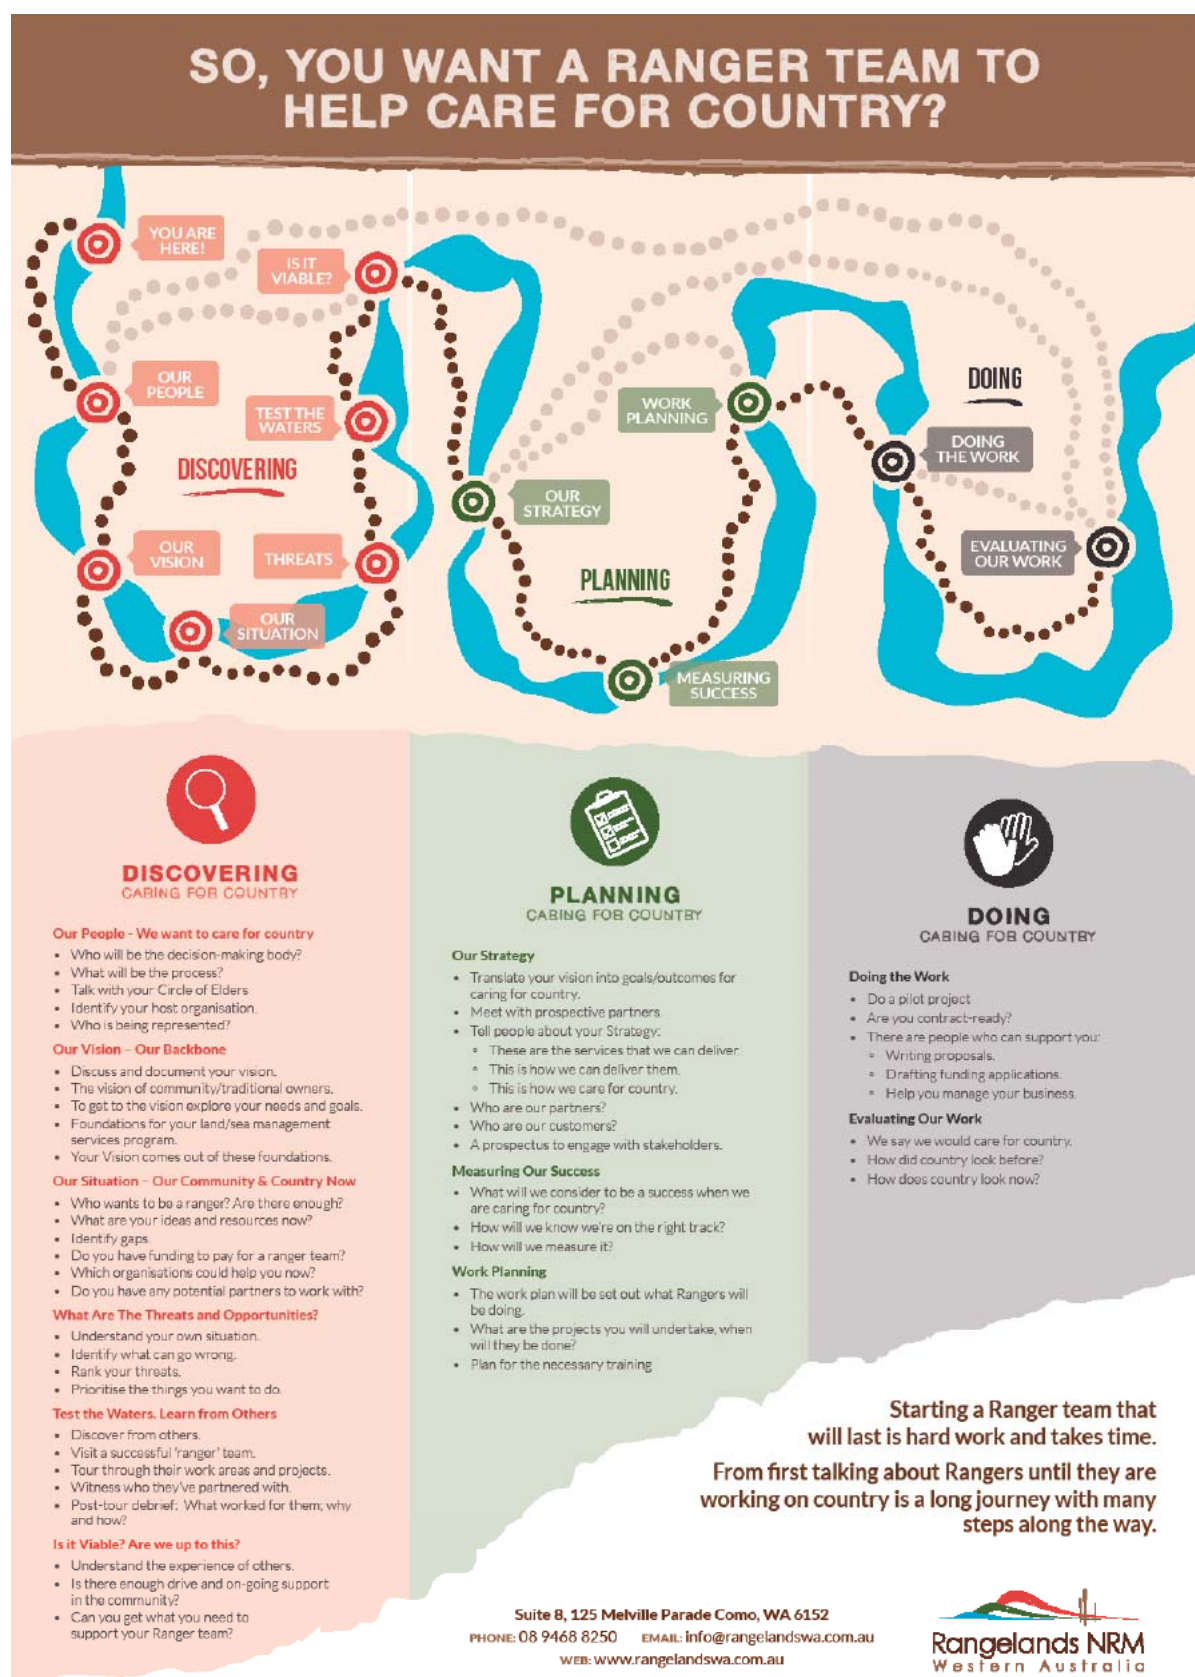 SO, YOU WANT A RANGER TEAM TO
HELP CARE FOR COUNTRY?
YOU ARE
HERE!
IS IT
VIABLE?
OUR
PEOPLE
TEST THE
WATERS
DISCOVERING
OUR
VISION
THREATS
OUR
SITUATION
OUR
STRATEGY
WORK
PLANNING
PLANNING
MEASURING
SUCCESS
DOING
DOING
THE WORK
EVALUATING
OUR WORK
DISCOVERING
CARING FOR COUNTRY
Our People - We want to care for country
• Who will be the decision-making body?
• What will be the process?
• Talk with your Circle of Elders
• Identify your host organisation.
• Who is being represented?
Our Vision – Our Backbone
• Discuss and document your vision.
• The vision of community/traditional owners.
• To get to the vision explore your needs and goals.
• Foundations for your land/sea management
services program.
• Your Vision comes out of these foundations.
Our Situation – Our Community & Country Now
• Who wants to be a ranger? Are there enough?
• What are your ideas and resources now?
• Identify gaps.
• Do you have funding to pay for a ranger team?
• Which organisations could help you now?
• Do you have any potential partners to work with?
What Are The Threats and Opportunities?
• Understand your own situation.
• Identify what can go wrong.
• Rank your threats.
• Prioritise the things you want to do.
Test the Waters. Learn from Others
• Discover from others.
• Visit a successful 'ranger' team.
• Tour through their work areas and projects.
• Witness who they've partnered with.
• Post-tour debrief: What worked for them; why
and how?
Is it Viable? Are we up to this?
• Understand the experience of others.
• Is there enough drive and on-going support
in the community?
• Can you get what you need to
support your Ranger team?
PLANNING
CARING FOR COUNTRY
Our Strategy
• Translate your vision into goals/outcomes for
caring for country.
• Meet with prospective partners.
• Tell people about your Strategy:
• These are the services that we can deliver.
• This is how we can deliver them.
• This is how we care for country.
• Who are our partners?
• Who are our customers?
• A prospectus to engage with stakeholders.
Measuring Our Success
• What will we consider to be a success when we
are caring for country?
• How will we know we're on the right track?
• How will we measure it?
Work Planning
• The work plan will be set out what Rangers will
be doing.
• What are the projects you will undertake, when
will they be done?
• Plan for the necessary training
DOING
CARING FOR COUNTRY
Doing the Work
• Do a pilot project
• Are you contract-ready?
• There are people who can support you:
• Writing proposals.
• Drafting funding applications.
• Help you manage your business.
Evaluating Our Work
• We say we would care for country.
• How did country look before?
• How does country look now?
Starting a Ranger team that
will last is hard work and takes time.
From first talking about Rangers until they are
working on country is a long journey with many
steps along the way.
Suite 8, 125 Melville Parade Como, WA 6152
PHONE: 08 9468 8250 EMAIL: info@rangelandswa.com.au
WEB: www.rangelandswa.com.au
Rangelands NRM
Western Australia